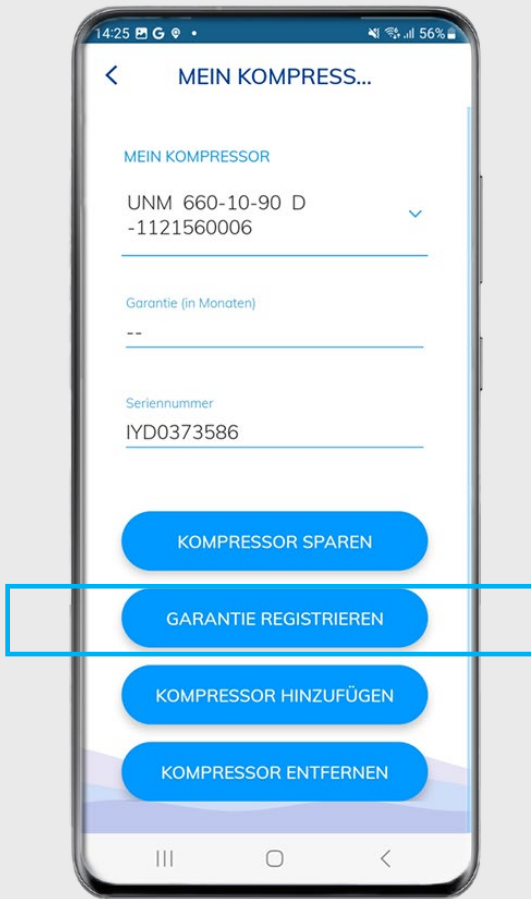 14:25 G
56%
MEIN KOMPRESS...
MEIN KOMPRESSOR
UNM 660-10-90 D
-1121560006
Garantie (in Monaten)
--
Seriennummer
IYD0373586
KOMPRESSOR SPAREN
GARANTIE REGISTRIEREN
KOMPRESSOR HINZUFÜGEN
KOMPRESSOR ENTFERNEN